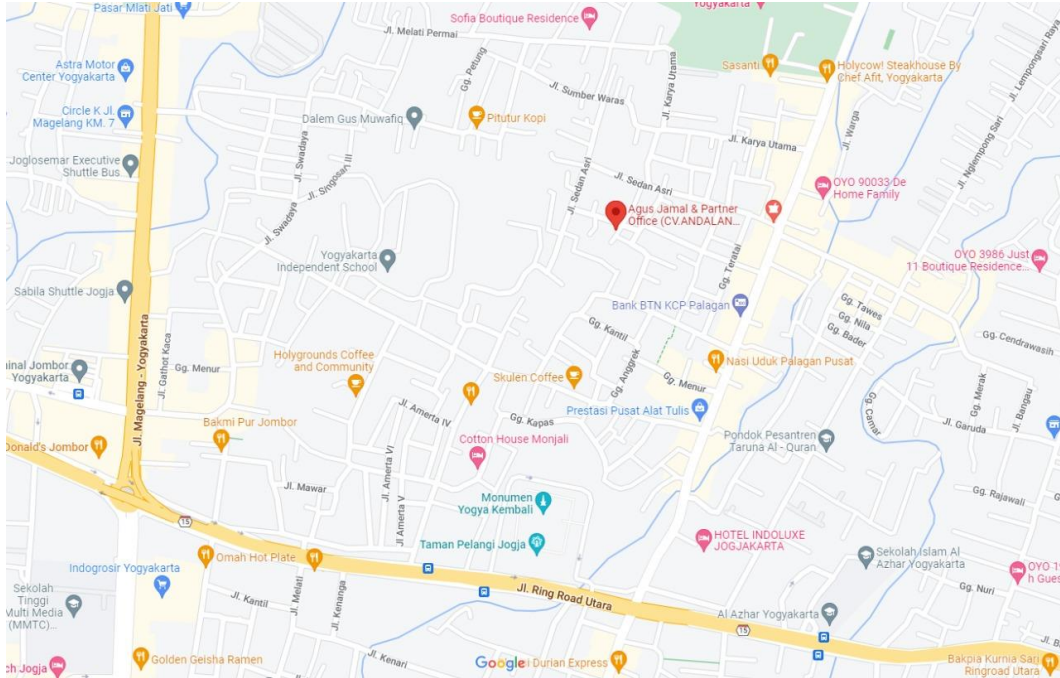 Pasar Mlati Jati
Yogyakarta
Sofia Boutique Residence
Jl. Melati Permai
Astra Motor
Center Yogyakarta
Gg. Petung
Jl. Sumber Waras
Jl. Karya Utama
Sasanti
Holycow! Steakhouse By
Chef Afit, Yogyakarta
Jl. Lempongsari Raya
Circle K Jl.
Magelang KM. 7
Dalem Gus Muwafiq
Pitutur Kopi
Jl. Karya Utama
Jl. Warga
Jl. Nglempong Sari
Joglosemar Executive
Shuttle Bus
Jl. Swadaya
Jl. Singosari III
Jl. Sedan Asri
Jl. Sedan Asri
OYO 90033 De
Home Family
Agus Jamal & Partner
Office (CV.ANDALAN...
Jl. Swadaya
Yogyakarta
Independent School
Gg. Teratai
OYO 3986 Just
11 Boutique Residence...
Sabila Shuttle Jogja
Bank BTN KCP Palagan
Gg. Tawes
Gg. Nila
Gg. Bader
Gg. Cendrawasih
Jl. Magelang - Yogyakarta
Jl. Gathot Kaca
Gg. Kantil
Holygrounds Coffee
and Community
Gg. Menur
inal Jombor
Yogyakarta
Skulen Coffee
Gg. Anggrek
Gg. Menur
Nasi Uduk Palagan Pusat
Gg. Merak
Jl. Bangau
Gg. Camar
Jl. Amerta IV
Gg. Kapas
Prestasi Pusat Alat Tulis
Bakmi Pur Jombor
Jl. Garuda
Donald's Jombor
Cotton House Monjali
Pondok Pesantren
Taruna Al - Quran
Jl. Amerta VI
Jl. Mawar
Gg. Rajawali
Monumen
Yogya Kembali
Jl. Amerta V
15
Taman Pelangi Jogja
HOTEL INDOLUXE
JOGJAKARTA
Omah Hot Plate
Sekolah Islam Al
Azhar Yogyakarta
Indogrosir Yogyakarta
Gg. Nuri
Sekolah
Tinggi
Multi Media
(MMTC)...
Jl. Kantil
Jl. Melati
Jl. Kenanga
Jl. Ring Road Utara
Al Azhar Yogyakarta
15
h Gues
Golden Geisha Ramen
Jl. Kenari
Google
i Durian Express
ch Jogja
Bakpia Kurnia Sari
Ringroad Utara